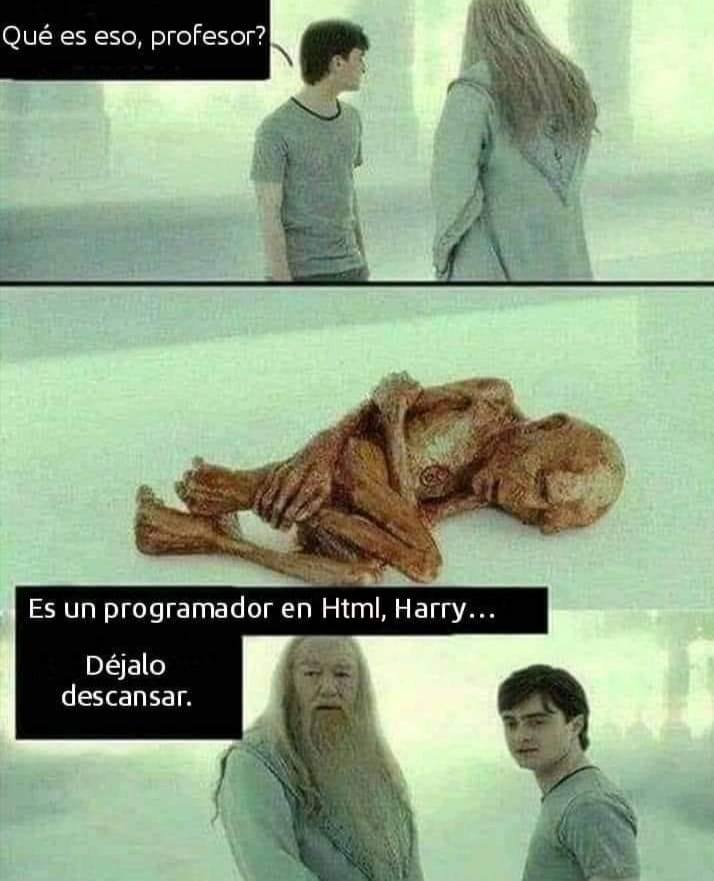 Qué es eso, profesor?
Es un programador en Html, Harry...
Déjalo
descansar.